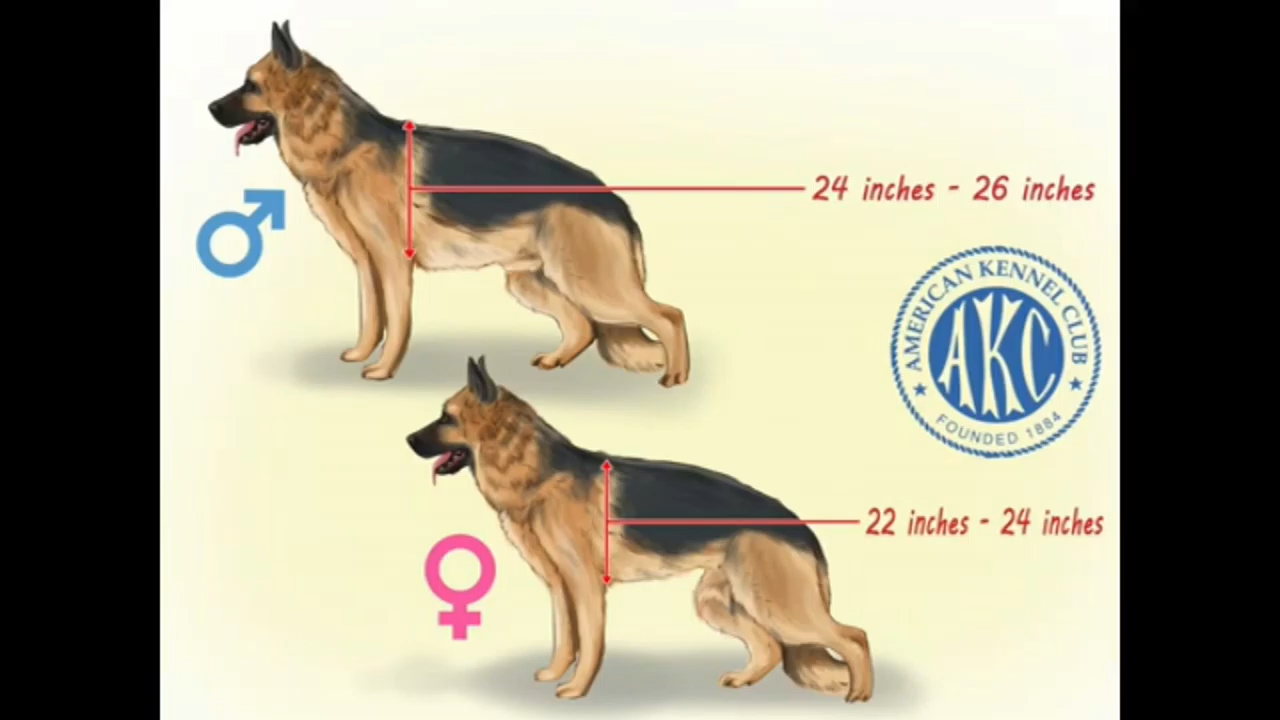 24 inches - 26 inches
AMERICAN KENNEL CLUB
AKC
FOUNDED 1884
22 inches - 24 inches